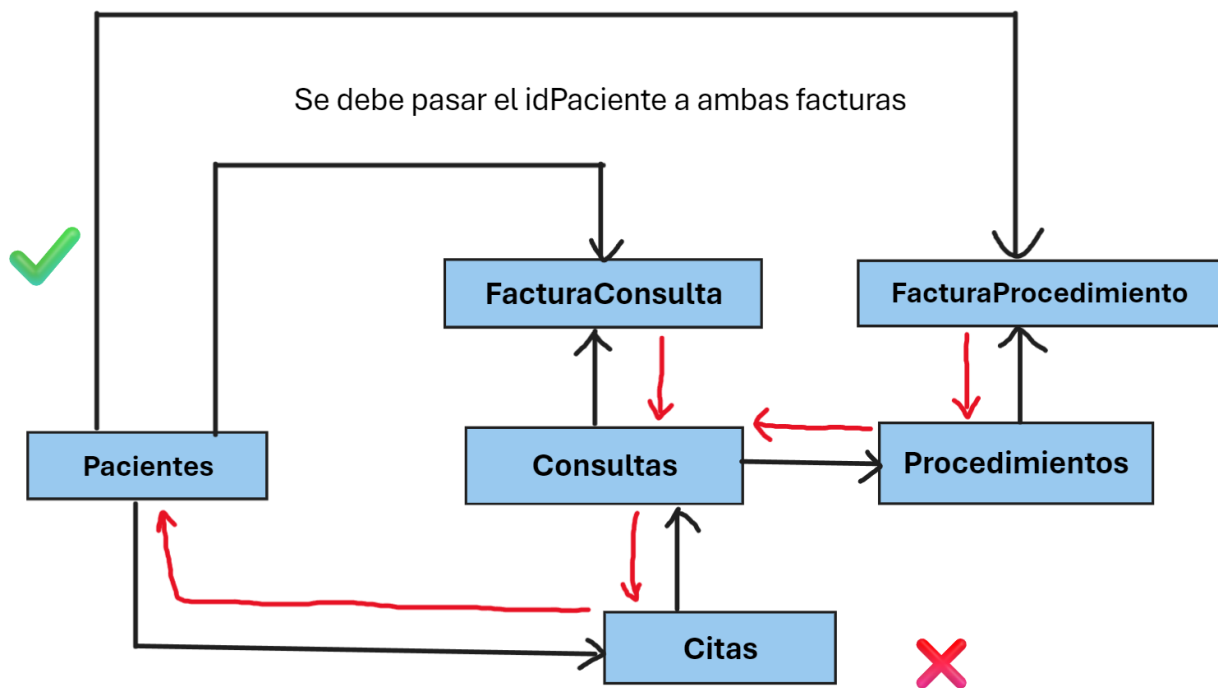 Se debe pasar el idPaciente a ambas facturas
FacturaConsulta
FacturaProcedimiento
Pacientes
Consultas
Procedimientos
Citas